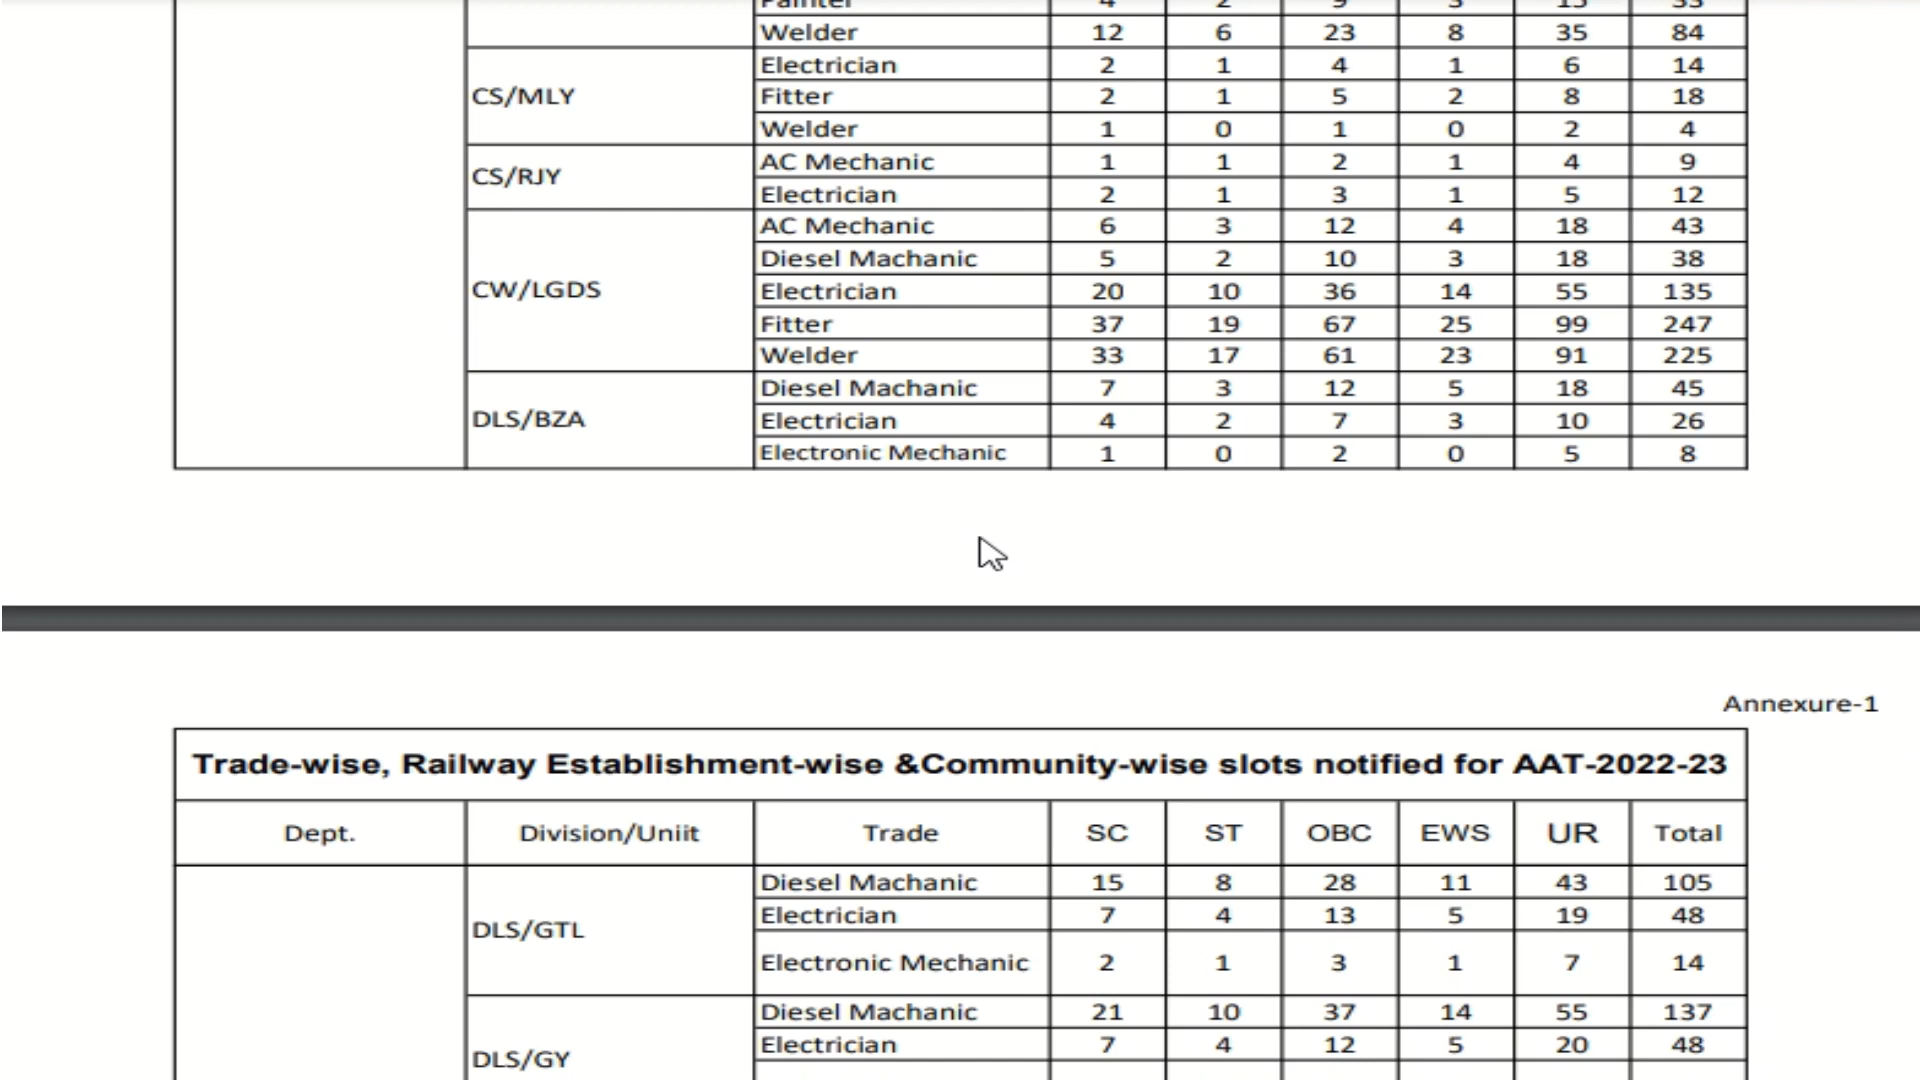 Painter 4 2 9 3 15 33
Welder 12 6 23 8 35 84
CS/MLY
Electrician 2 1 4 1 6 14
Fitter 2 1 5 2 8 18
Welder 1 0 1 0 2 4
CS/RJY
AC Mechanic 1 1 2 1 4 9
Electrician 2 1 3 1 5 12
CW/LGDS
AC Mechanic 6 3 12 4 18 43
Diesel Machanic 5 2 10 3 18 38
Electrician 20 10 36 14 55 135
Fitter 37 19 67 25 99 247
Welder 33 17 61 23 91 225
DLS/BZA
Diesel Machanic 7 3 12 5 18 45
Electrician 4 2 7 3 10 26
Electronic Mechanic 1 0 2 0 5 8
Annexure-1
Trade-wise, Railway Establishment-wise &Community-wise slots notified for AAT-2022-23
Dept. Division/Uniit Trade SC ST OBC EWS UR Total
DLS/GTL
Diesel Machanic 15 8 28 11 43 105
Electrician 7 4 13 5 19 48
Electronic Mechanic 2 1 3 1 7 14
DLS/GY
Diesel Machanic 21 10 37 14 55 137
Electrician 7 4 12 5 20 48